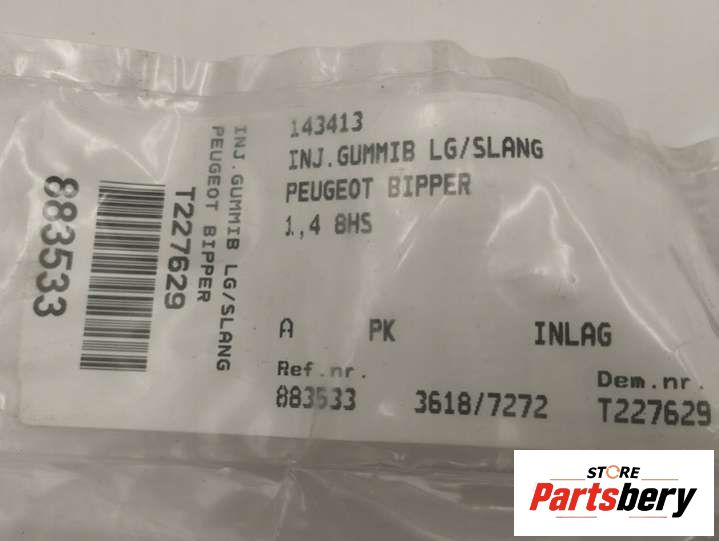 883533
T227629
INJ.GUMMIB LG/SLANG
PEUGEOT BIPPER
143413
INJ.GUMMIB LG/SLANG
PEUGEOT BIPPER
1,4 8HS
A PK INLAG
Ref.nr. Dem.nr.
883533 3618/7272 T227629
STORE
Partsbery